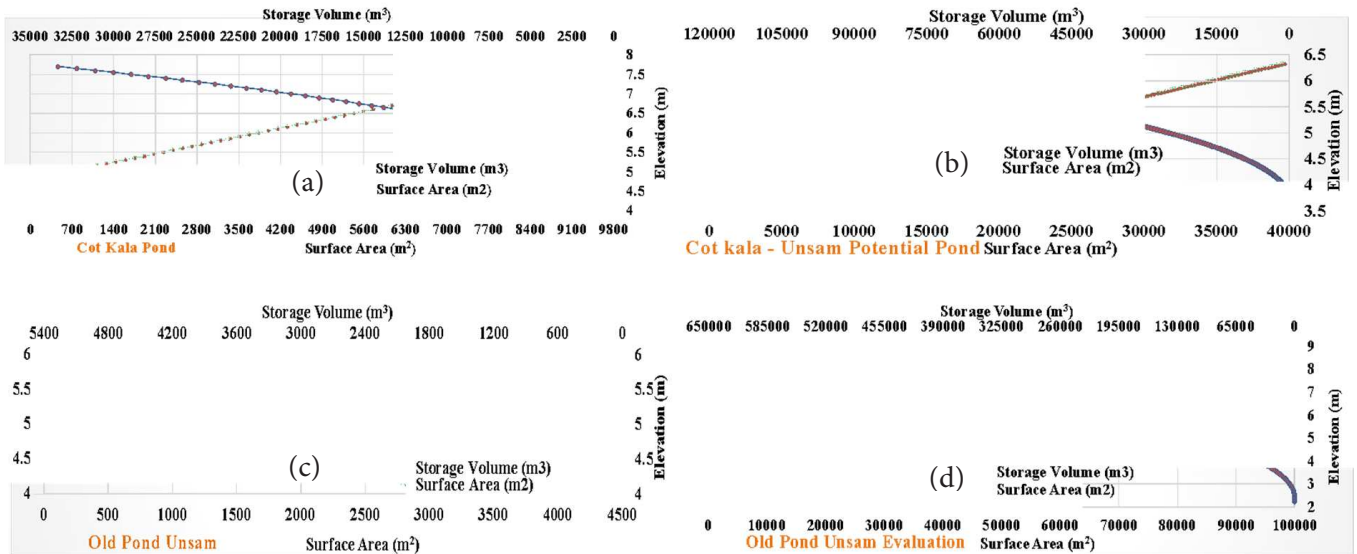 Storage Volume (m³)
35000 32500 30000 27500 25000 22500 20000 17500 15000 12500 10000 7500 5000 2500 0
8
7.5
7
6.5
6
5.5
5
4.5
4
Elevation (m)
(a)
Storage Volume (m3)
Surface Area (m2)
0 700 1400 2100 2800 3500 4200 4900 5600 6300 7000 7700 8400 9100 9800
Cot Kala Pond
Surface Area (m²)
Storage Volume (m³)
120000 105000 90000 75000 60000 45000 30000 15000 0
6.5
6
5.5
5
4.5
4
3.5
Elevation (m)
(b)
Storage Volume (m3)
Surface Area (m2)
0 5000 10000 15000 20000 25000 30000 35000 40000
Cot kala - Unsam Potential Pond Surface Area (m²)
Storage Volume (m³)
5400 4800 4200 3600 3000 2400 1800 1200 600 0
6 6
5.5 5.5
5 5
4.5 4.5
4 4
Elevation (m)
(c)
Storage Volume (m3)
Surface Area (m2)
0 500 1000 1500 2000 2500 3000 3500 4000 4500
Old Pond Unsam
Surface Area (m²)
Storage Volume (m³)
650000 585000 520000 455000 390000 325000 260000 195000 130000 65000 0
9
8
7
6
5
4
3
2
Elevation (m)
(d)
Storage Volume (m3)
Surface Area (m2)
0 10000 20000 30000 40000 50000 60000 70000 80000 90000 100000
Old Pond Unsam Evaluation
Surface Area (m²)